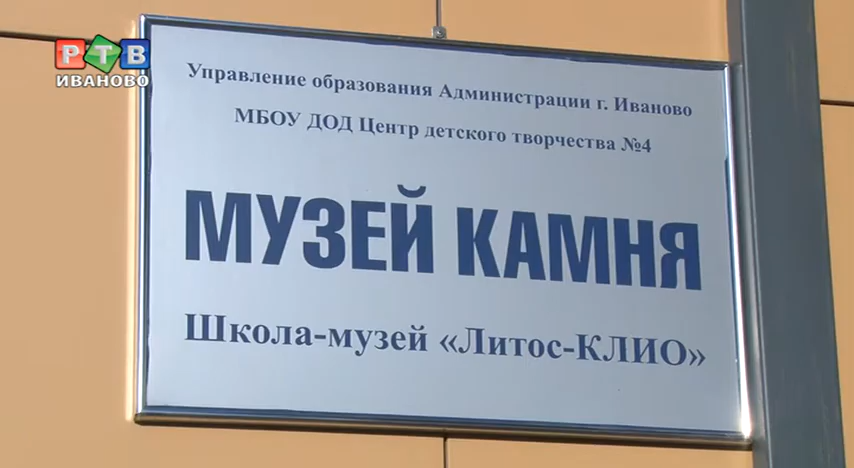 РТВ
ИВАНОВО
Управление образования Администрации г. Иваново
МБОУ ДОД Центр детского творчества №4
МУЗЕЙ КАМНЯ
Школа-музей «Литос-КЛИО»